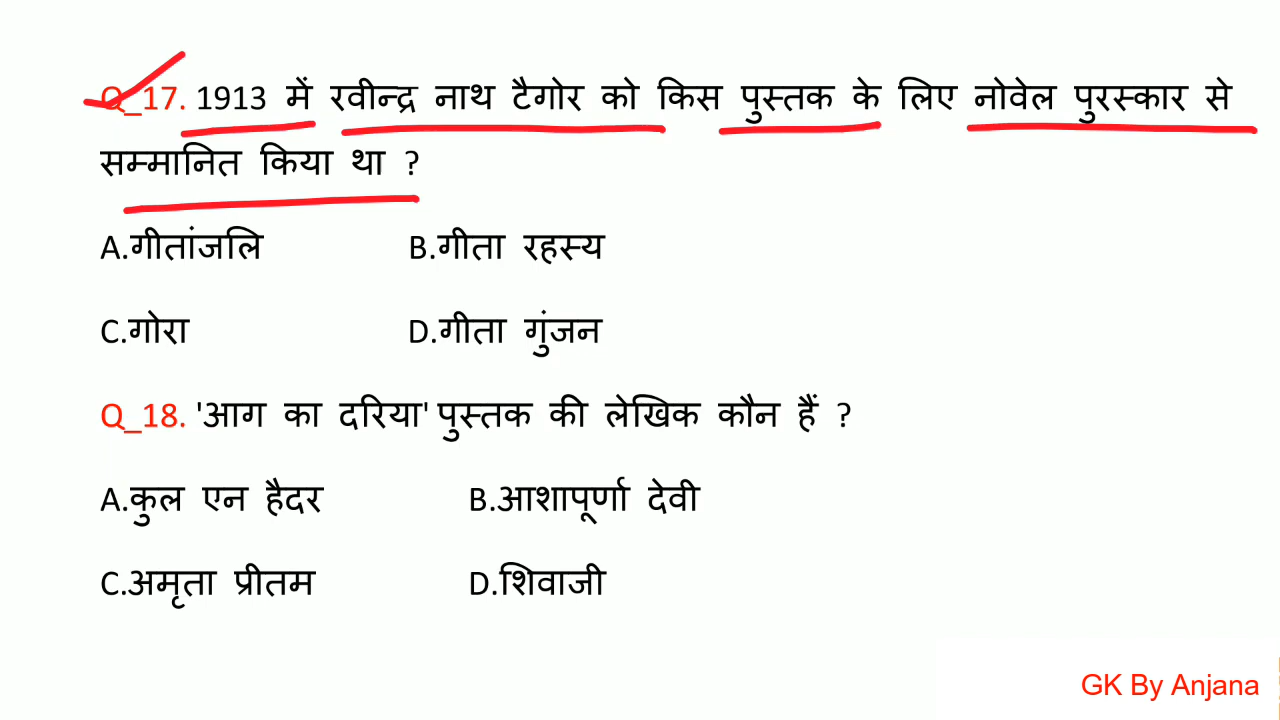 Q_17. 1913 में रवीन्द्र नाथ टैगोर को किस पुस्तक के लिए नोवेल पुरस्कार से
सम्मानित किया था ?
A.गीतांजलि B.गीता रहस्य
C.गोरा D.गीता गुंजन
Q_18. 'आग का दरिया' पुस्तक की लेखिक कौन हैं ?
A.कुल एन हैदर B.आशापूर्णा देवी
C.अमृता प्रीतम D.शिवाजी
GK By Anjana